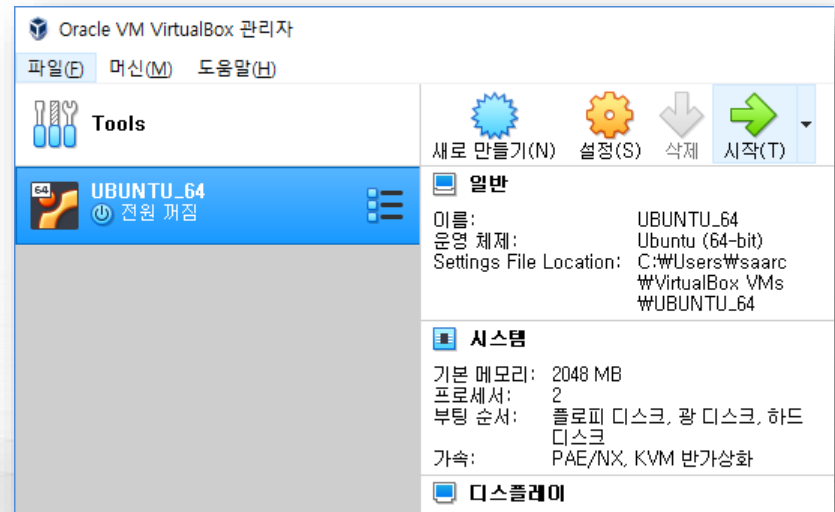 Oracle VM VirtualBox 관리자
파일(F) 머신(M) 도움말(H)
Tools
새로 만들기(N) 설정(S) 삭제 시작(T)
64
UBUNTU_64
전원 꺼짐
일반
이름: UBUNTU_64
운영 체제: Ubuntu (64-bit)
Settings File Location: C:₩Users₩saarc
₩VirtualBox VMs
₩UBUNTU_64
시스템
기본 메모리: 2048 MB
프로세서: 2
부팅 순서: 플로피 디스크, 광 디스크, 하드
디스크
가속: PAE/NX, KVM 반가상화
디스플레이